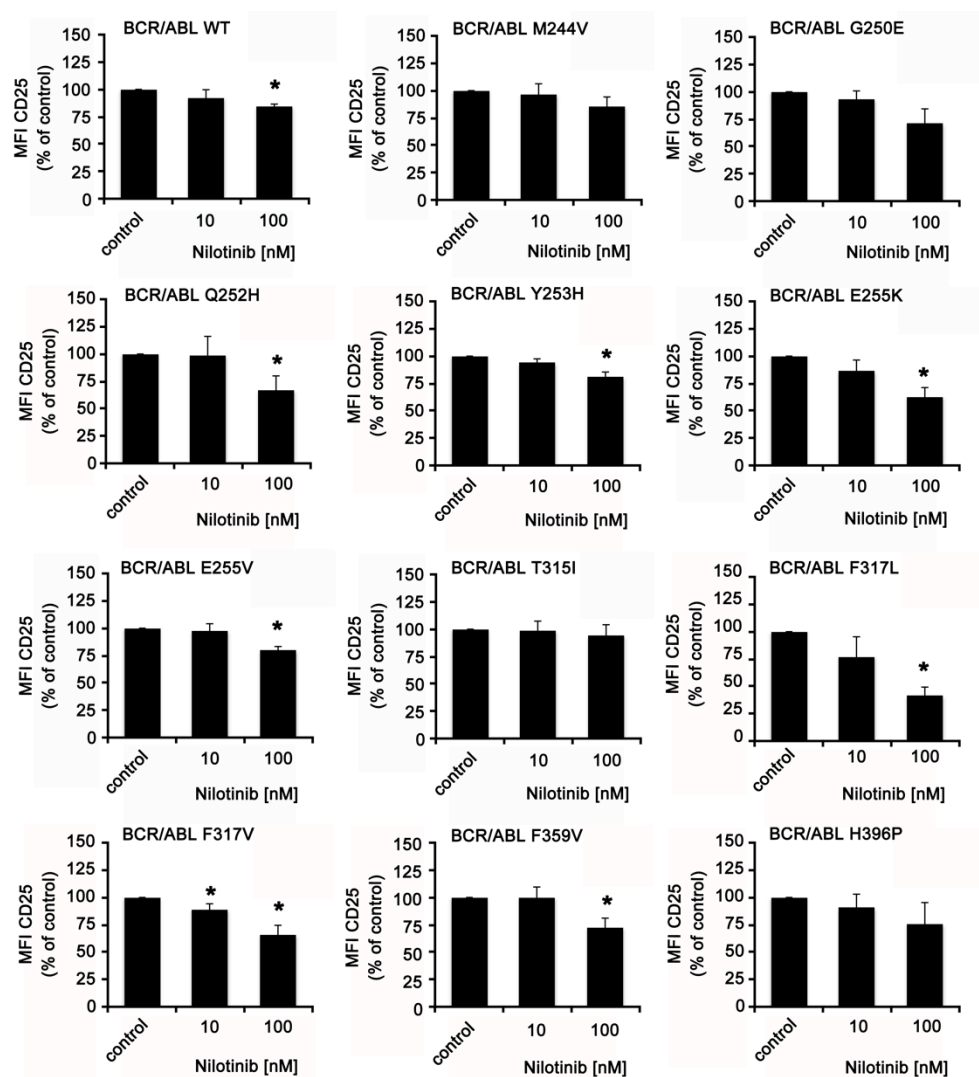 BCR/ABL WT
MFI CD25
(% of control)
150
125
100
75
50
25
0
*
control
10
100
Nilotinib [nM]
BCR/ABL M244V
MFI CD25
(% of control)
150
125
100
75
50
25
0
control
10
100
Nilotinib [nM]
BCR/ABL G250E
MFI CD25
(% of control)
150
125
100
75
50
25
0
control
10
100
Nilotinib [nM]
BCR/ABL Q252H
MFI CD25
(% of control)
150
125
100
75
50
25
0
*
control
10
100
Nilotinib [nM]
BCR/ABL Y253H
MFI CD25
(% of control)
150
125
100
75
50
25
0
*
control
10
100
Nilotinib [nM]
BCR/ABL E255K
MFI CD25
(% of control)
150
125
100
75
50
25
0
*
control
10
100
Nilotinib [nM]
BCR/ABL E255V
MFI CD25
(% of control)
150
125
100
75
50
25
0
*
control
10
100
Nilotinib [nM]
BCR/ABL T315I
MFI CD25
(% of control)
150
125
100
75
50
25
0
control
10
100
Nilotinib [nM]
BCR/ABL F317L
MFI CD25
(% of control)
150
125
100
75
50
25
0
*
control
10
100
Nilotinib [nM]
BCR/ABL F317V
MFI CD25
(% of control)
150
125
100
75
50
25
0
*
*
control
10
100
Nilotinib [nM]
BCR/ABL F359V
MFI CD25
(% of control)
150
125
100
75
50
25
0
*
control
10
100
Nilotinib [nM]
BCR/ABL H396P
MFI CD25
(% of control)
150
125
100
75
50
25
0
control
10
100
Nilotinib [nM]